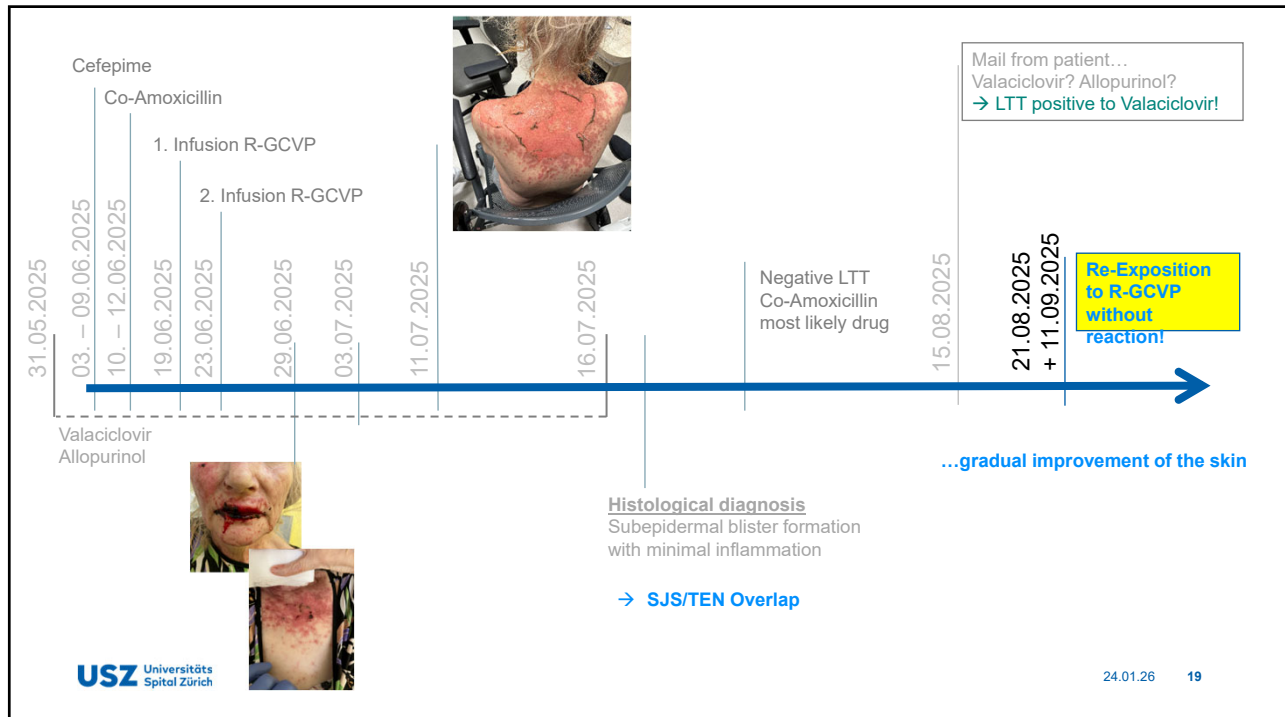 Cefepime
Co-Amoxicillin
1. Infusion R-GCVP
2. Infusion R-GCVP
Mail from patient…
Valaciclovir? Allopurinol?
→ LTT positive to Valaciclovir!
31.05.2025
03. – 09.06.2025
10. – 12.06.2025
19.06.2025
23.06.2025
29.06.2025
03.07.2025
11.07.2025
16.07.2025
Negative LTT
Co-Amoxicillin
most likely drug
15.08.2025
21.08.2025
+ 11.09.2025
Re-Exposition
to R-GCVP
without
reaction!
Valaciclovir
Allopurinol
…gradual improvement of the skin
Histological diagnosis
Subepidermal blister formation
with minimal inflammation
→ SJS/TEN Overlap
USZ Universitäts
Spital Zürich
24.01.26 19